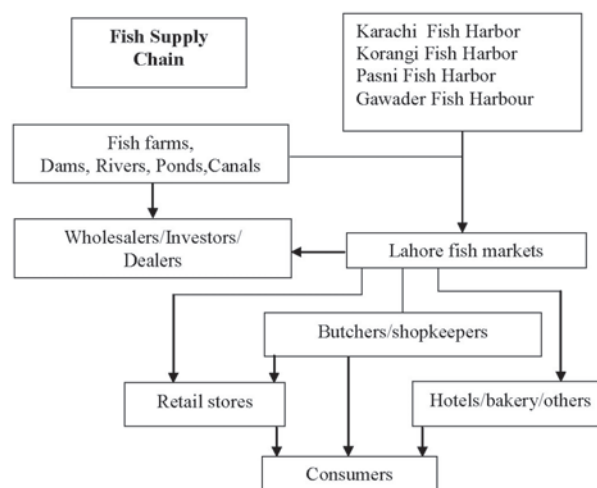 Fish Supply
Chain
Karachi Fish Harbor
Korangi Fish Harbor
Pasni Fish Harbor
Gawader Fish Harbour
Fish farms,
Dams, Rivers, Ponds,Canals
Wholesalers/Investors/
Dealers
Lahore fish markets
Butchers/shopkeepers
Retail stores
Hotels/bakery/others
Consumers